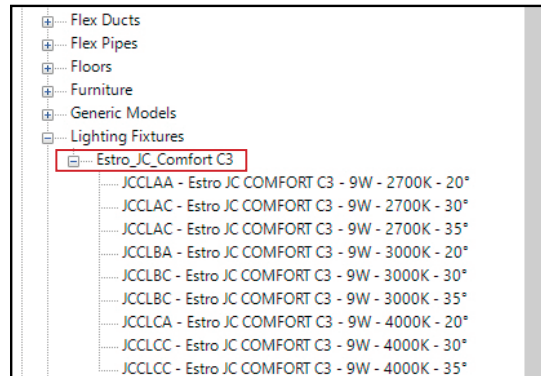 Flex Ducts
Flex Pipes
Floors
Furniture
Generic Models
Lighting Fixtures
Estro_JC_Comfort C3
JCCLAA - Estro JC COMFORT C3 - 9W - 2700K - 20°
JCCLAC - Estro JC COMFORT C3 - 9W - 2700K - 30°
JCCLAC - Estro JC COMFORT C3 - 9W - 2700K - 35°
JCCLBA - Estro JC COMFORT C3 - 9W - 3000K - 20°
JCCLBC - Estro JC COMFORT C3 - 9W - 3000K - 30°
JCCLBC - Estro JC COMFORT C3 - 9W - 3000K - 35°
JCCLCA - Estro JC COMFORT C3 - 9W - 4000K - 20°
JCCLCC - Estro JC COMFORT C3 - 9W - 4000K - 30°
JCCLCC - Estro JC COMFORT C3 - 9W - 4000K - 35°